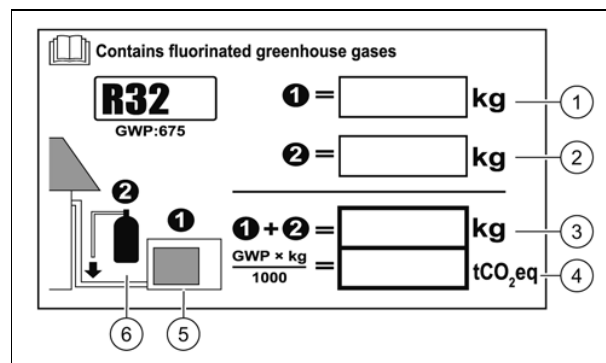 Contains fluorinated greenhouse gases
R32
GWP:675
❶ = kg ①
❷ = kg ②
❶+❷ = kg ③
GWP × kg
1000
= tCO₂eq ④
❷
❶
⑥ ⑤